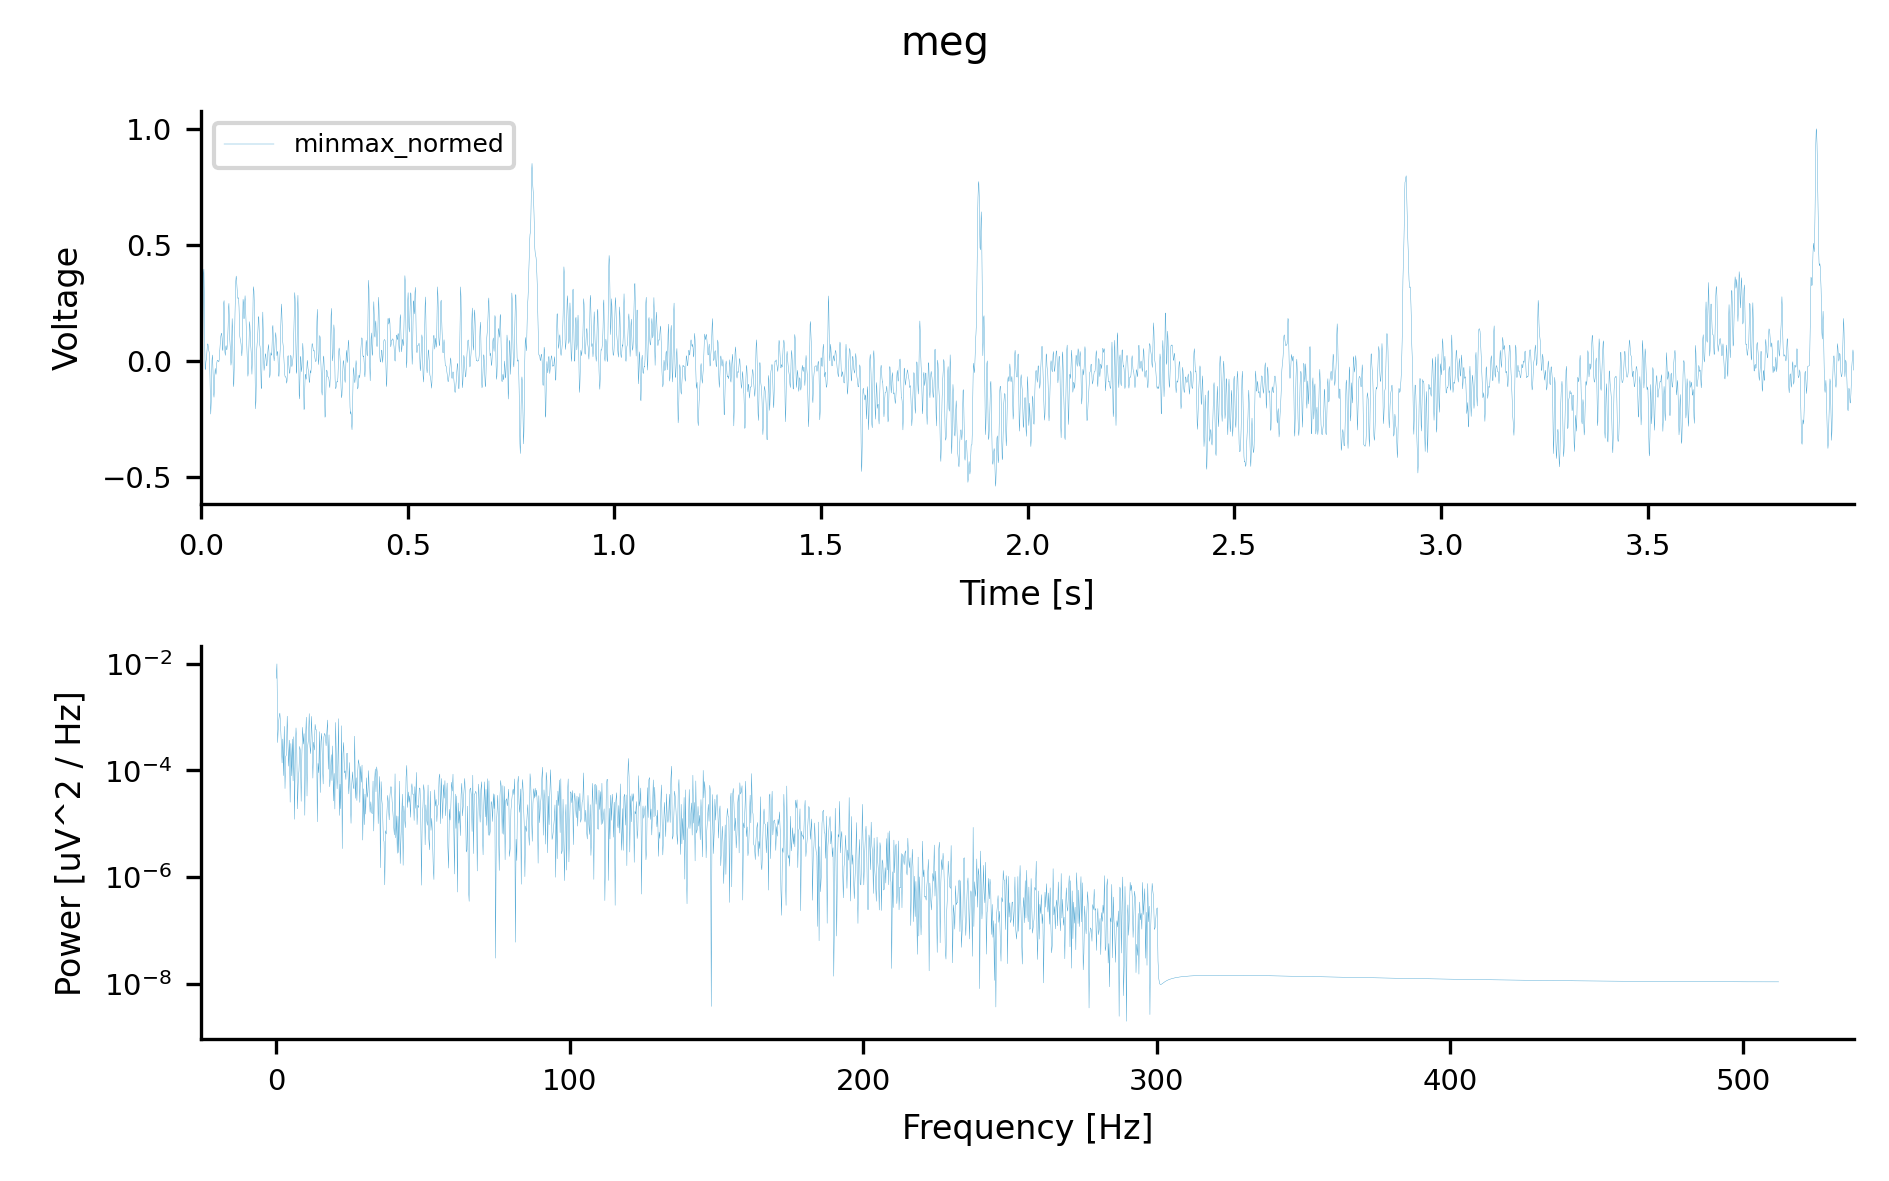 meg
1.0
0.5
0.0
−0.5
Voltage
minmax_normed
0.0 0.5 1.0 1.5 2.0 2.5 3.0 3.5
Time [s]
10⁻²
10⁻⁴
10⁻⁶
10⁻⁸
Power [uV^2 / Hz]
0 100 200 300 400 500
Frequency [Hz]